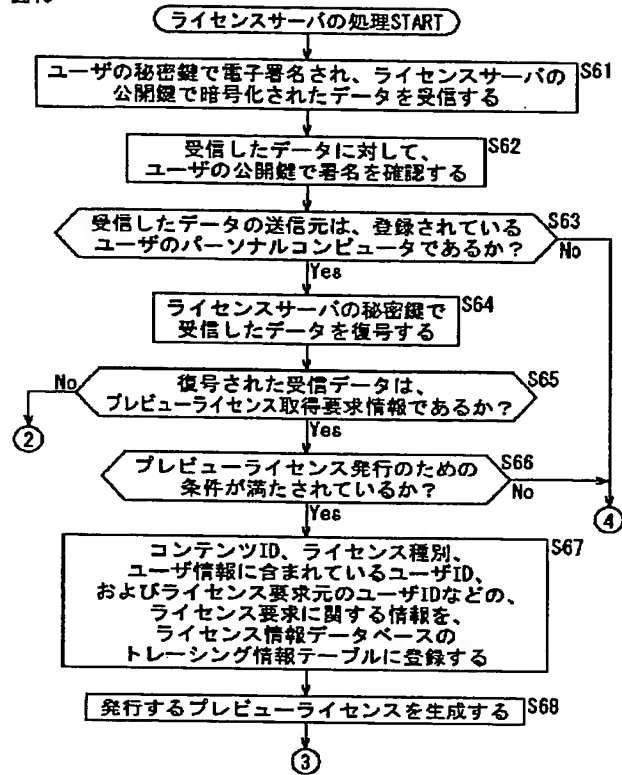 ライセンスサーバの処理START
ユーザの秘密鍵で電子署名され、ライセンスサーバの
公開鍵で暗号化されたデータを受信する
S61
受信したデータに対して、
ユーザの公開鍵で署名を確認する
S62
受信したデータの送信元は、登録されている
ユーザのパーソナルコンピュータであるか?
S63
No
Yes
ライセンスサーバの秘密鍵で
受信したデータを復号する
S64
No
復号された受信データは、
プレビューライセンス取得要求情報であるか?
S65
②
Yes
プレビューライセンス発行のための
条件が満たされているか?
S66
No
④
Yes
コンテンツID、ライセンス種別、
ユーザ情報に含まれているユーザID、
およびライセンス要求元のユーザIDなどの、
ライセンス要求に関する情報を、
ライセンス情報データベースの
トレーシング情報テーブルに登録する
S67
発行するプレビューライセンスを生成する
S68
③